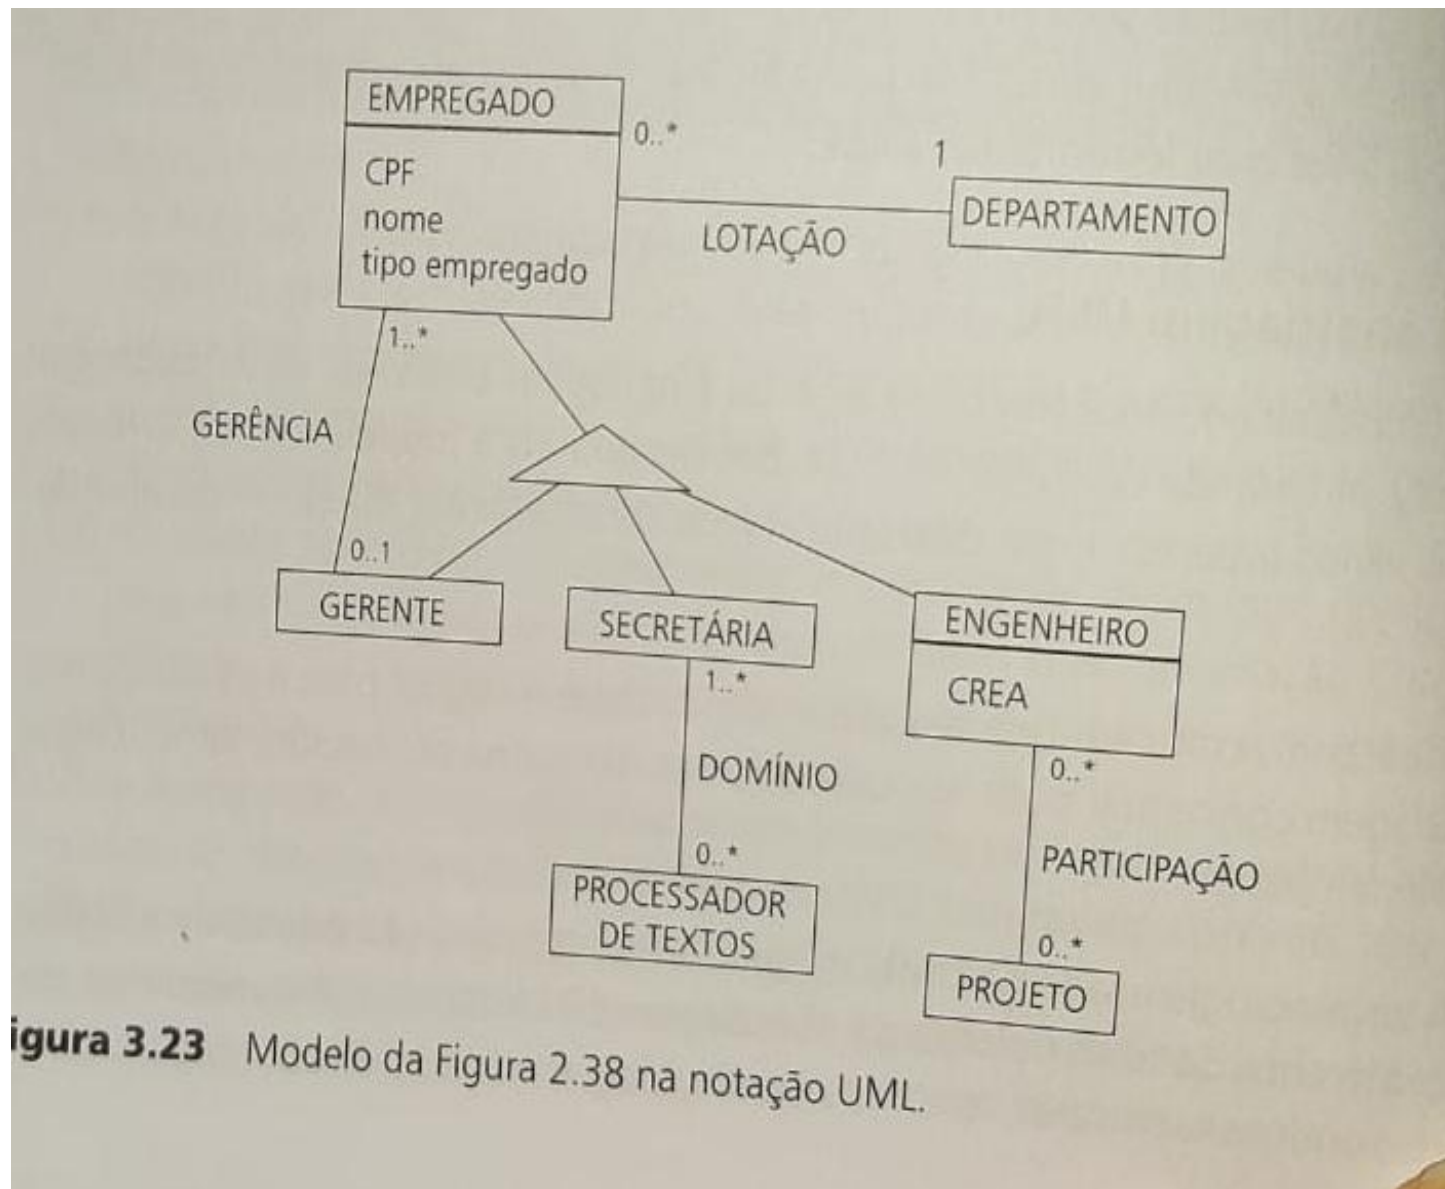 EMPREGADO
CPF
nome
tipo empregado
0..*
1
DEPARTAMENTO
LOTAÇÃO
1..*
GERÊNCIA
0..1
GERENTE
SECRETÁRIA
ENGENHEIRO
CREA
1..*
DOMÍNIO
0..*
PROCESSADOR
DE TEXTOS
0..*
PARTICIPAÇÃO
0..*
PROJETO
igura 3.23 Modelo da Figura 2.38 na notação UML.